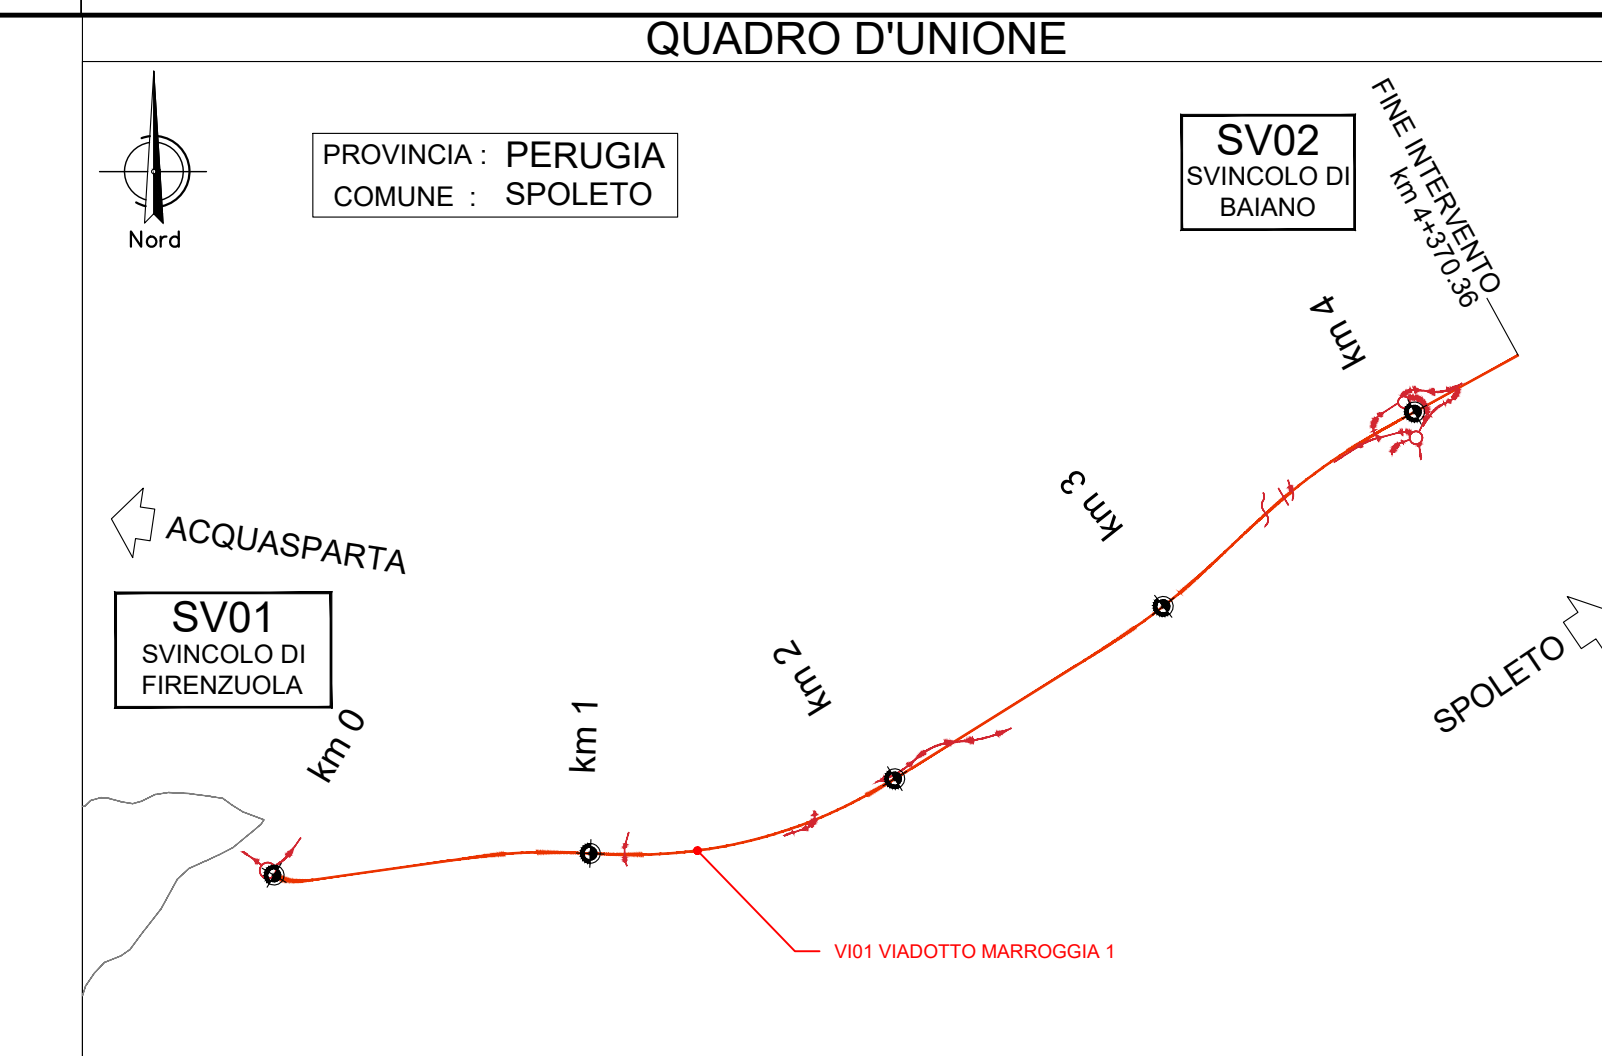 QUADRO D'UNIONE
Nord
PROVINCIA : PERUGIA
COMUNE : SPOLETO
SV02
SVINCOLO DI
BAIANO
FINE INTERVENTO
km 4+370.36
km 4
km 3
ACQUASPARTA
SV01
SVINCOLO DI
FIRENZUOLA
km 2
SPOLETO
km 0
km 1
VI01 VIADOTTO MARROGGIA 1